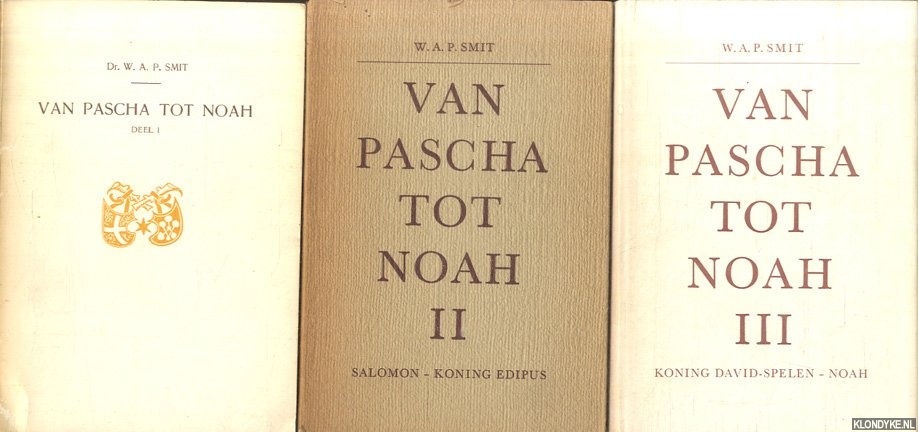 Dr. W. A. P. SMIT
VAN PASCHA TOT NOAH
DEEL I
W. A. P. SMIT
VAN
PASCHA
TOT
NOAH
II
SALOMON – KONING EDIPUS
W. A. P. SMIT
VAN
PASCHA
TOT
NOAH
III
KONING DAVID-SPELEN – NOAH
KLONDYKE.NL